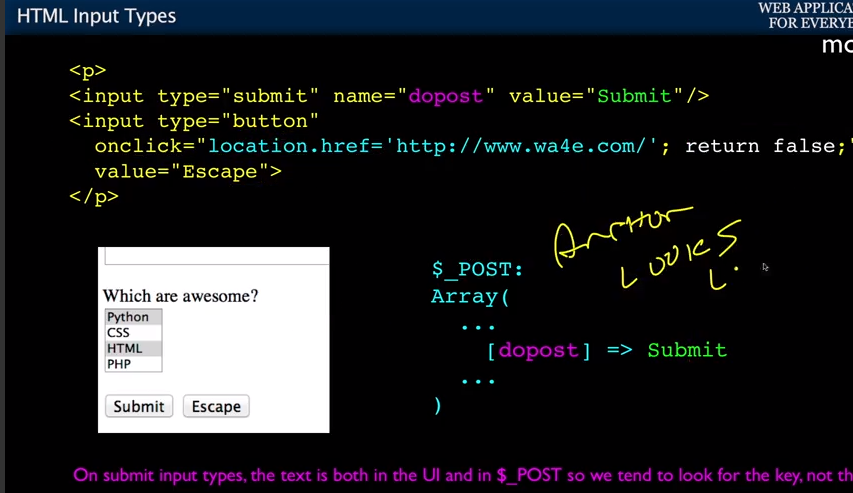 HTML Input Types
WEB APPLICA
FOR EVERYB
mo
<p>
<input type="submit" name="dopost" value="Submit"/>
<input type="button"
onclick="location.href='http://www.wa4e.com/'; return false;"
value="Escape">
</p>
ANCHOR
LOOKS
L
$_POST:
Array(
...
[dopost] => Submit
...
)
Which are awesome?
Python
CSS
HTML
PHP
Submit Escape
On submit input types, the text is both in the UI and in $_POST so we tend to look for the key, not th